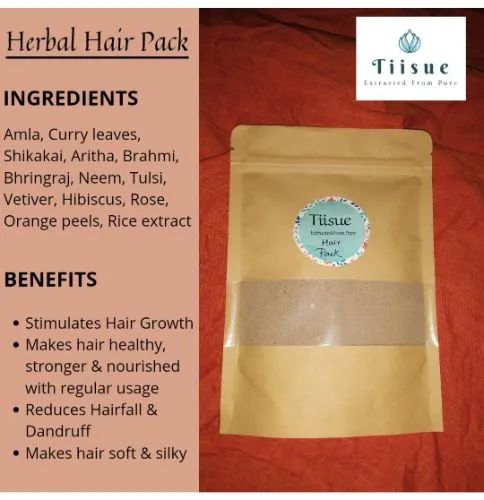 Herbal Hair Pack
INGREDIENTS
Amla, Curry leaves,
Shikakai, Aritha, Brahmi,
Bhringraj, Neem, Tulsi,
Vetiver, Hibiscus, Rose,
Orange peels, Rice extract
BENEFITS
• Stimulates Hair Growth
• Makes hair healthy,
stronger & nourished
with regular usage
• Reduces Hairfall &
Dandruff
• Makes hair soft & silky
Tiisue
Extracted From Pure
Tiisue
Extracted From Pure
Hair
Pack